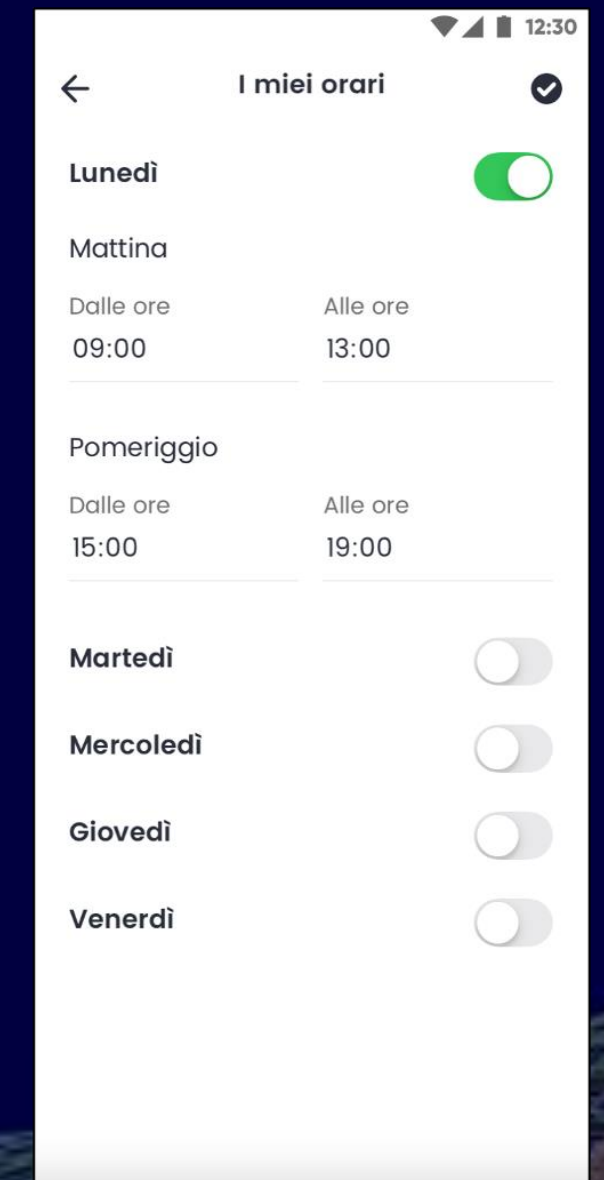 12:30
I miei orari
Lunedì
Mattina
Dalle ore Alle ore
09:00 13:00
Pomeriggio
Dalle ore Alle ore
15:00 19:00
Martedì
Mercoledì
Giovedì
Venerdì